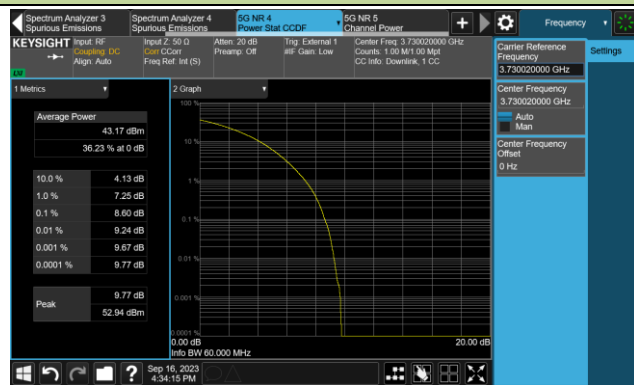 Spectrum Analyzer 3
Spurious Emissions
Spectrum Analyzer 4
Spurious Emissions
5G NR 4
Power Stat CCDF
5G NR 5
Channel Power
Frequency
KEYSIGHT
Input: RF
Coupling: DC
Align: Auto
Input Z: 50 Ω
Corr CCorr
Freq Ref: Int (S)
Atten: 20 dB
Preamp: Off
Trig: External 1
#IF Gain: Low
Center Freq: 3.730020000 GHz
Counts: 1.00 M/1.00 Mpt
CC Info: Downlink, 1 CC
LXI
1 Metrics
Average Power
43.17 dBm
36.23 % at 0 dB
10.0 % 4.13 dB
1.0 % 7.25 dB
0.1 % 8.60 dB
0.01 % 9.24 dB
0.001 % 9.67 dB
0.0001 % 9.77 dB
Peak
9.77 dB
52.94 dBm
2 Graph
100 %
10 %
1 %
0.1 %
0.01 %
0.001 %
0.0001 %
0.00 dB
20.00 dB
Info BW 60.000 MHz
Carrier Reference
Frequency
3.730020000 GHz
Center Frequency
3.730020000 GHz
Auto
Man
Center Frequency
Offset
0 Hz
Settings
?
Sep 16, 2023
4:34:15 PM